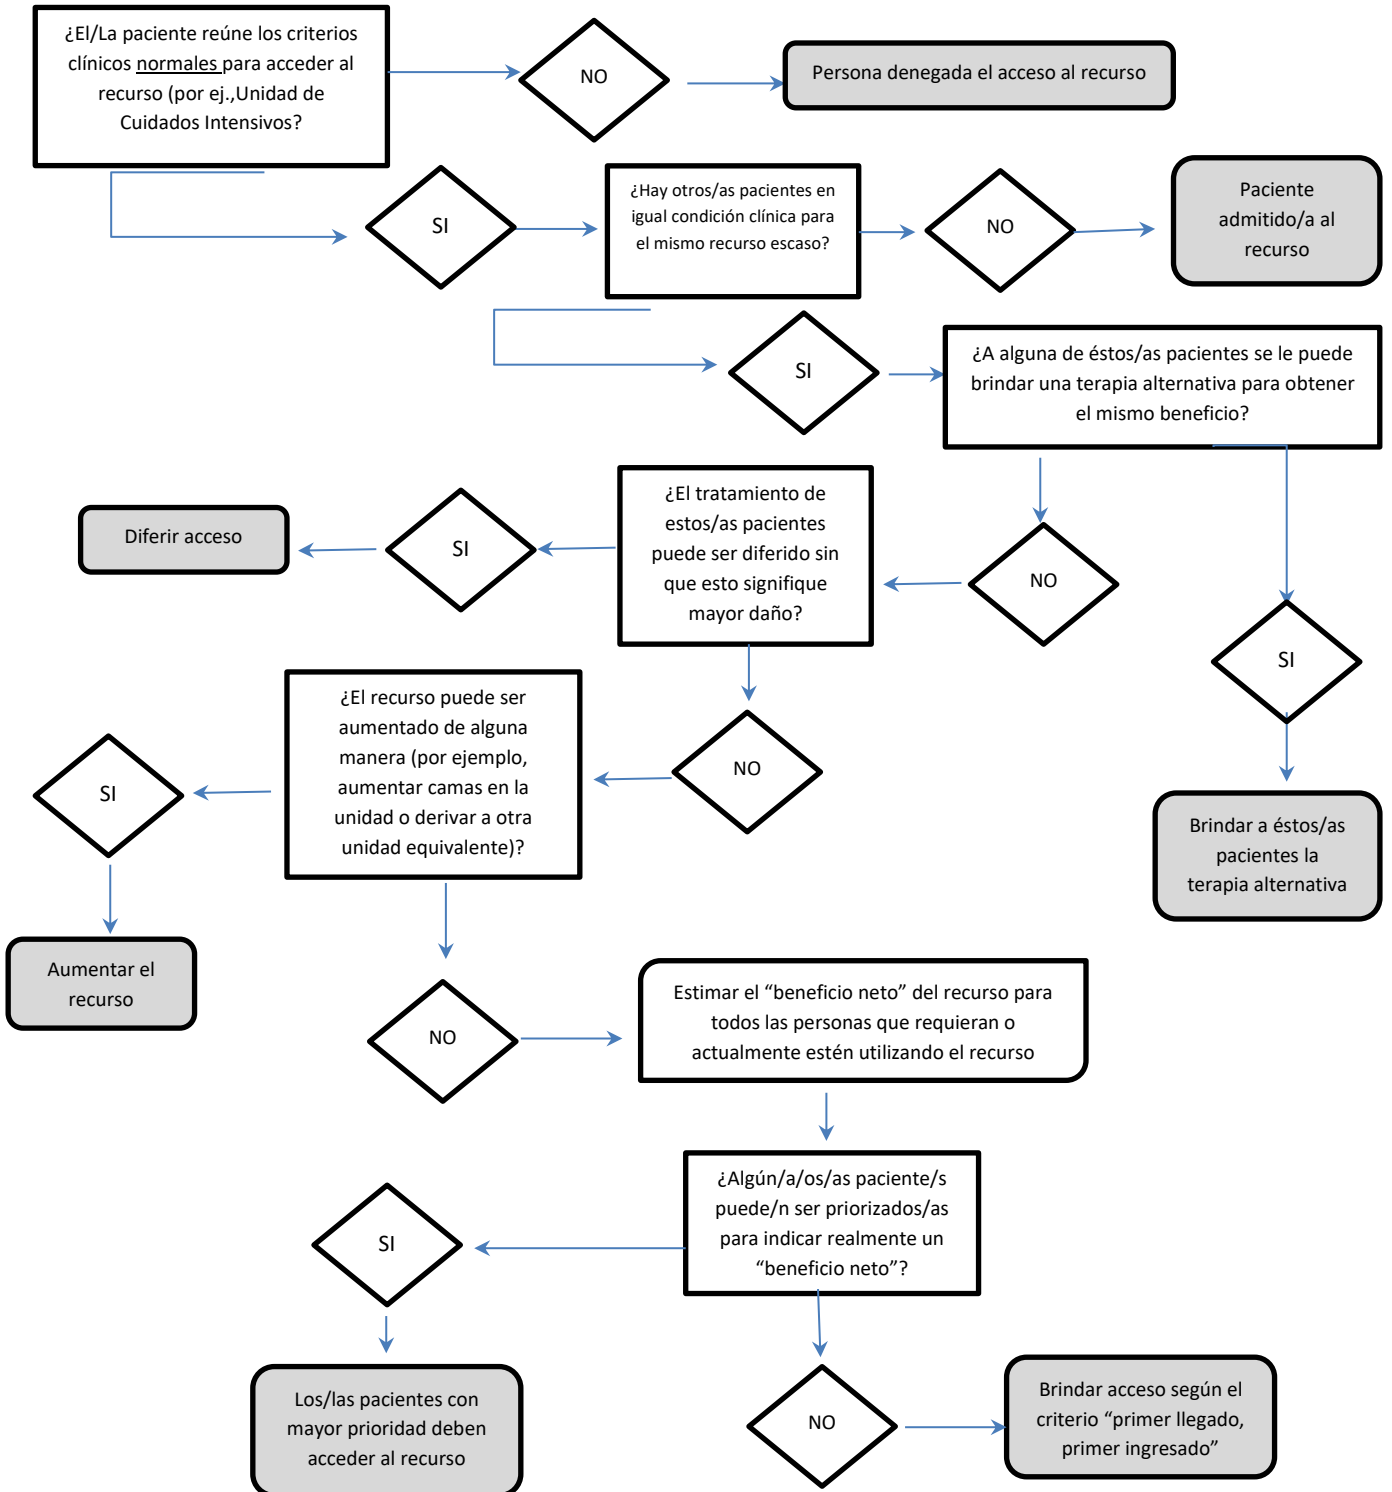 ¿El/La paciente reúne los criterios
clínicos normales para acceder al
recurso (por ej.,Unidad de
Cuidados Intensivos?
NO
Persona denegada el acceso al recurso
SI
¿Hay otros/as pacientes en
igual condición clínica para
el mismo recurso escaso?
NO
Paciente
admitido/a al
recurso
SI
¿A alguna de éstos/as pacientes se le puede
brindar una terapia alternativa para obtener
el mismo beneficio?
NO
SI
Brindar a éstos/as
pacientes la
terapia alternativa
¿El tratamiento de
estos/as pacientes
puede ser diferido sin
que esto signifique
mayor daño?
SI
Diferir acceso
NO
¿El recurso puede ser
aumentado de alguna
manera (por ejemplo,
aumentar camas en la
unidad o derivar a otra
unidad equivalente)?
SI
Aumentar el
recurso
NO
Estimar el “beneficio neto” del recurso para
todos las personas que requieran o
actualmente estén utilizando el recurso
¿Algún/a/os/as paciente/s
puede/n ser priorizados/as
para indicar realmente un
“beneficio neto”?
SI
Los/las pacientes con
mayor prioridad deben
acceder al recurso
NO
Brindar acceso según el
criterio “primer llegado,
primer ingresado”